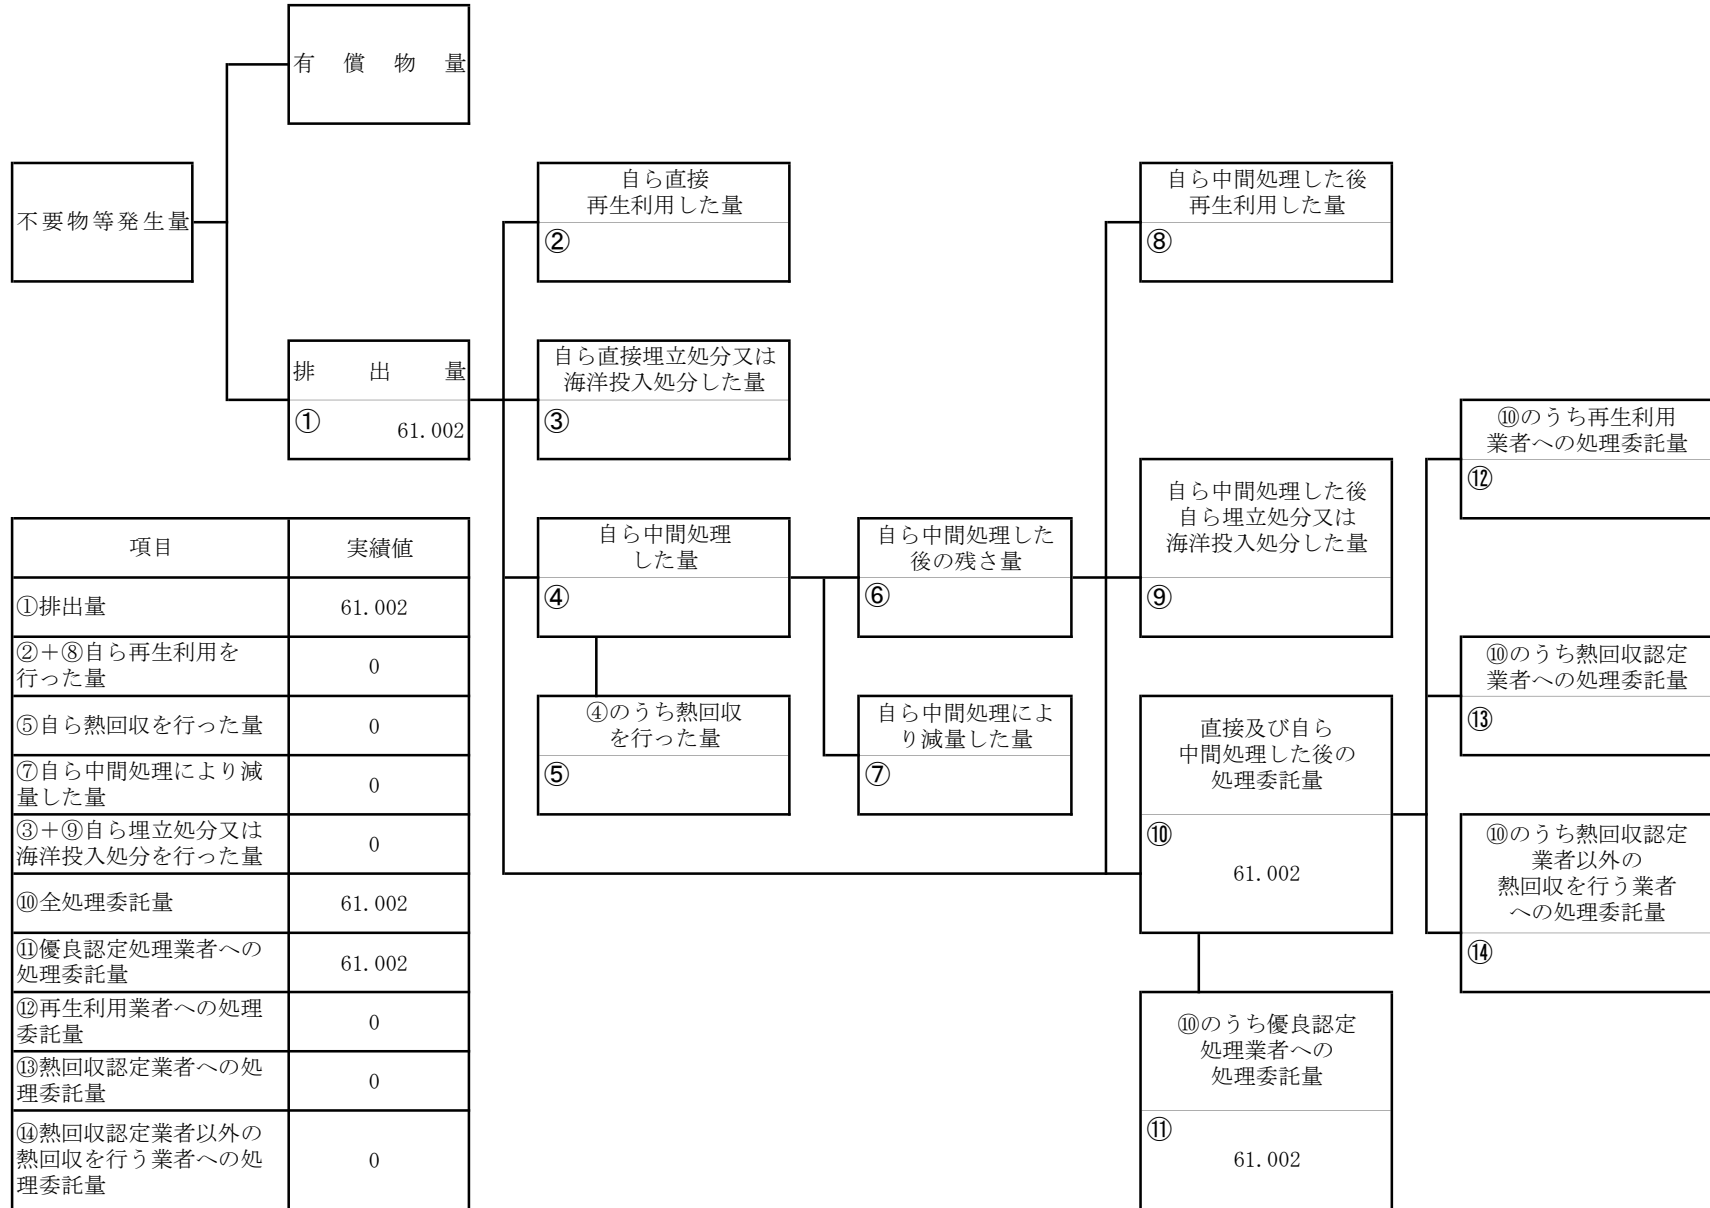 有償物量
不要物等発生量
自ら直接
再生利用した量
②
自ら中間処理した後
再生利用した量
⑧
排出量
① 61.002
自ら直接埋立処分又は
海洋投入処分した量
③
⑩のうち再生利用
業者への処理委託量
⑫
自ら中間処理
した量
④
自ら中間処理した
後の残さ量
⑥
自ら中間処理した後
自ら埋立処分又は
海洋投入処分した量
⑨
④のうち熱回収
を行った量
⑤
自ら中間処理によ
り減量した量
⑦
直接及び自ら
中間処理した後の
処理委託量
⑩
61.002
⑩のうち熱回収認定
業者への処理委託量
⑬
⑩のうち熱回収認定
業者以外の
熱回収を行う業者
への処理委託量
⑭
⑩のうち優良認定
処理業者への
処理委託量
⑪
61.002
項目 実績値
①排出量 61.002
②＋⑧自ら再生利用を
行った量 0
⑤自ら熱回収を行った量 0
⑦自ら中間処理により減
量した量 0
③＋⑨自ら埋立処分又は
海洋投入処分を行った量 0
⑩全処理委託量 61.002
⑪優良認定処理業者への
処理委託量 61.002
⑫再生利用業者への処理
委託量 0
⑬熱回収認定業者への処
理委託量 0
⑭熱回収認定業者以外の
熱回収を行う業者への処
理委託量 0